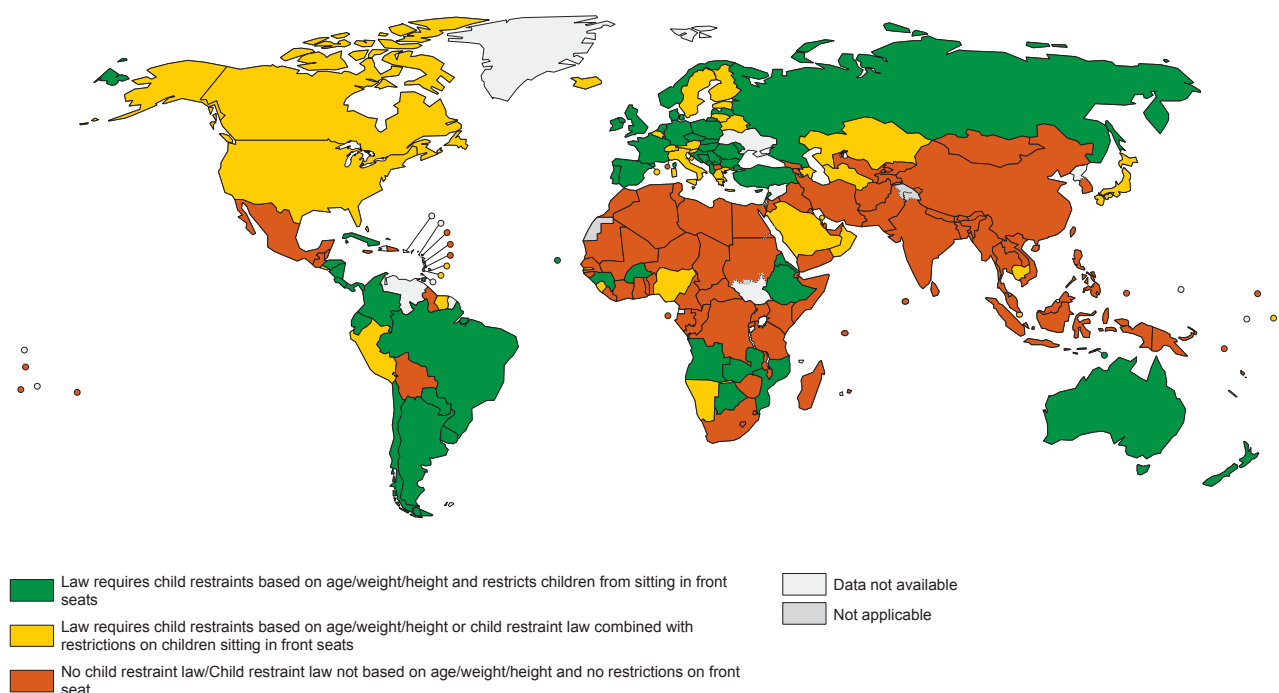 Law requires child restraints based on age/weight/height and restricts children from sitting in front
seats
Law requires child restraints based on age/weight/height or child restraint law combined with
restrictions on children sitting in front seats
No child restraint law/Child restraint law not based on age/weight/height and no restrictions on front
seat
Data not available
Not applicable